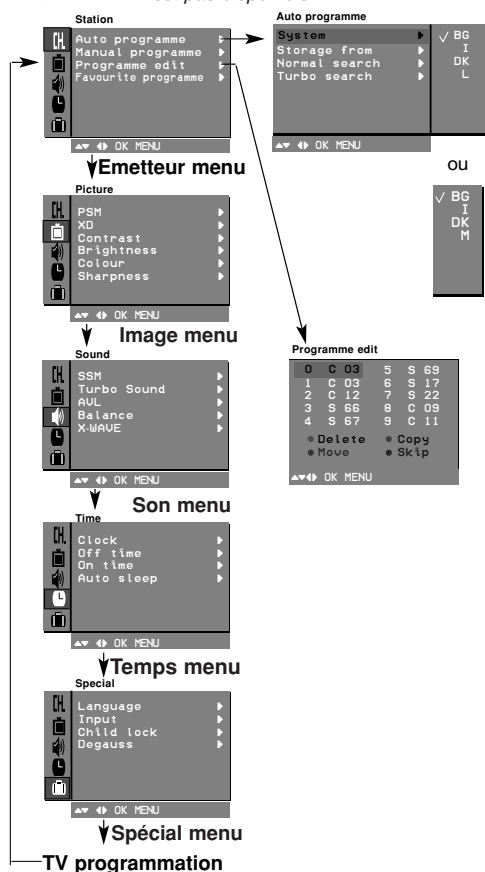 Station
CH.
Auto programme
Manual programme
Programme edit
Favourite programme
OK MENU
Emetteur menu
Auto programme
System
Storage from
Normal search
Turbo search
OK MENU
√ BG
I
DK
L
ou
√ BG
I
DK
M
Picture
CH.
PSM
XD
Contrast
Brightness
Colour
Sharpness
OK MENU
Image menu
Sound
CH.
SSM
Turbo Sound
AVL
Balance
X-WAVE
OK MENU
Son menu
Programme edit
0 C 03 5 S 69
1 C 03 6 S 17
2 C 12 7 S 22
3 S 66 8 C 09
4 S 67 9 C 11
Delete Copy
Move Skip
OK MENU
Time
CH.
Clock
Off time
On time
Auto sleep
OK MENU
Temps menu
Special
CH.
Language
Input
Child lock
Degauss
OK MENU
Spécial menu
TV programmation